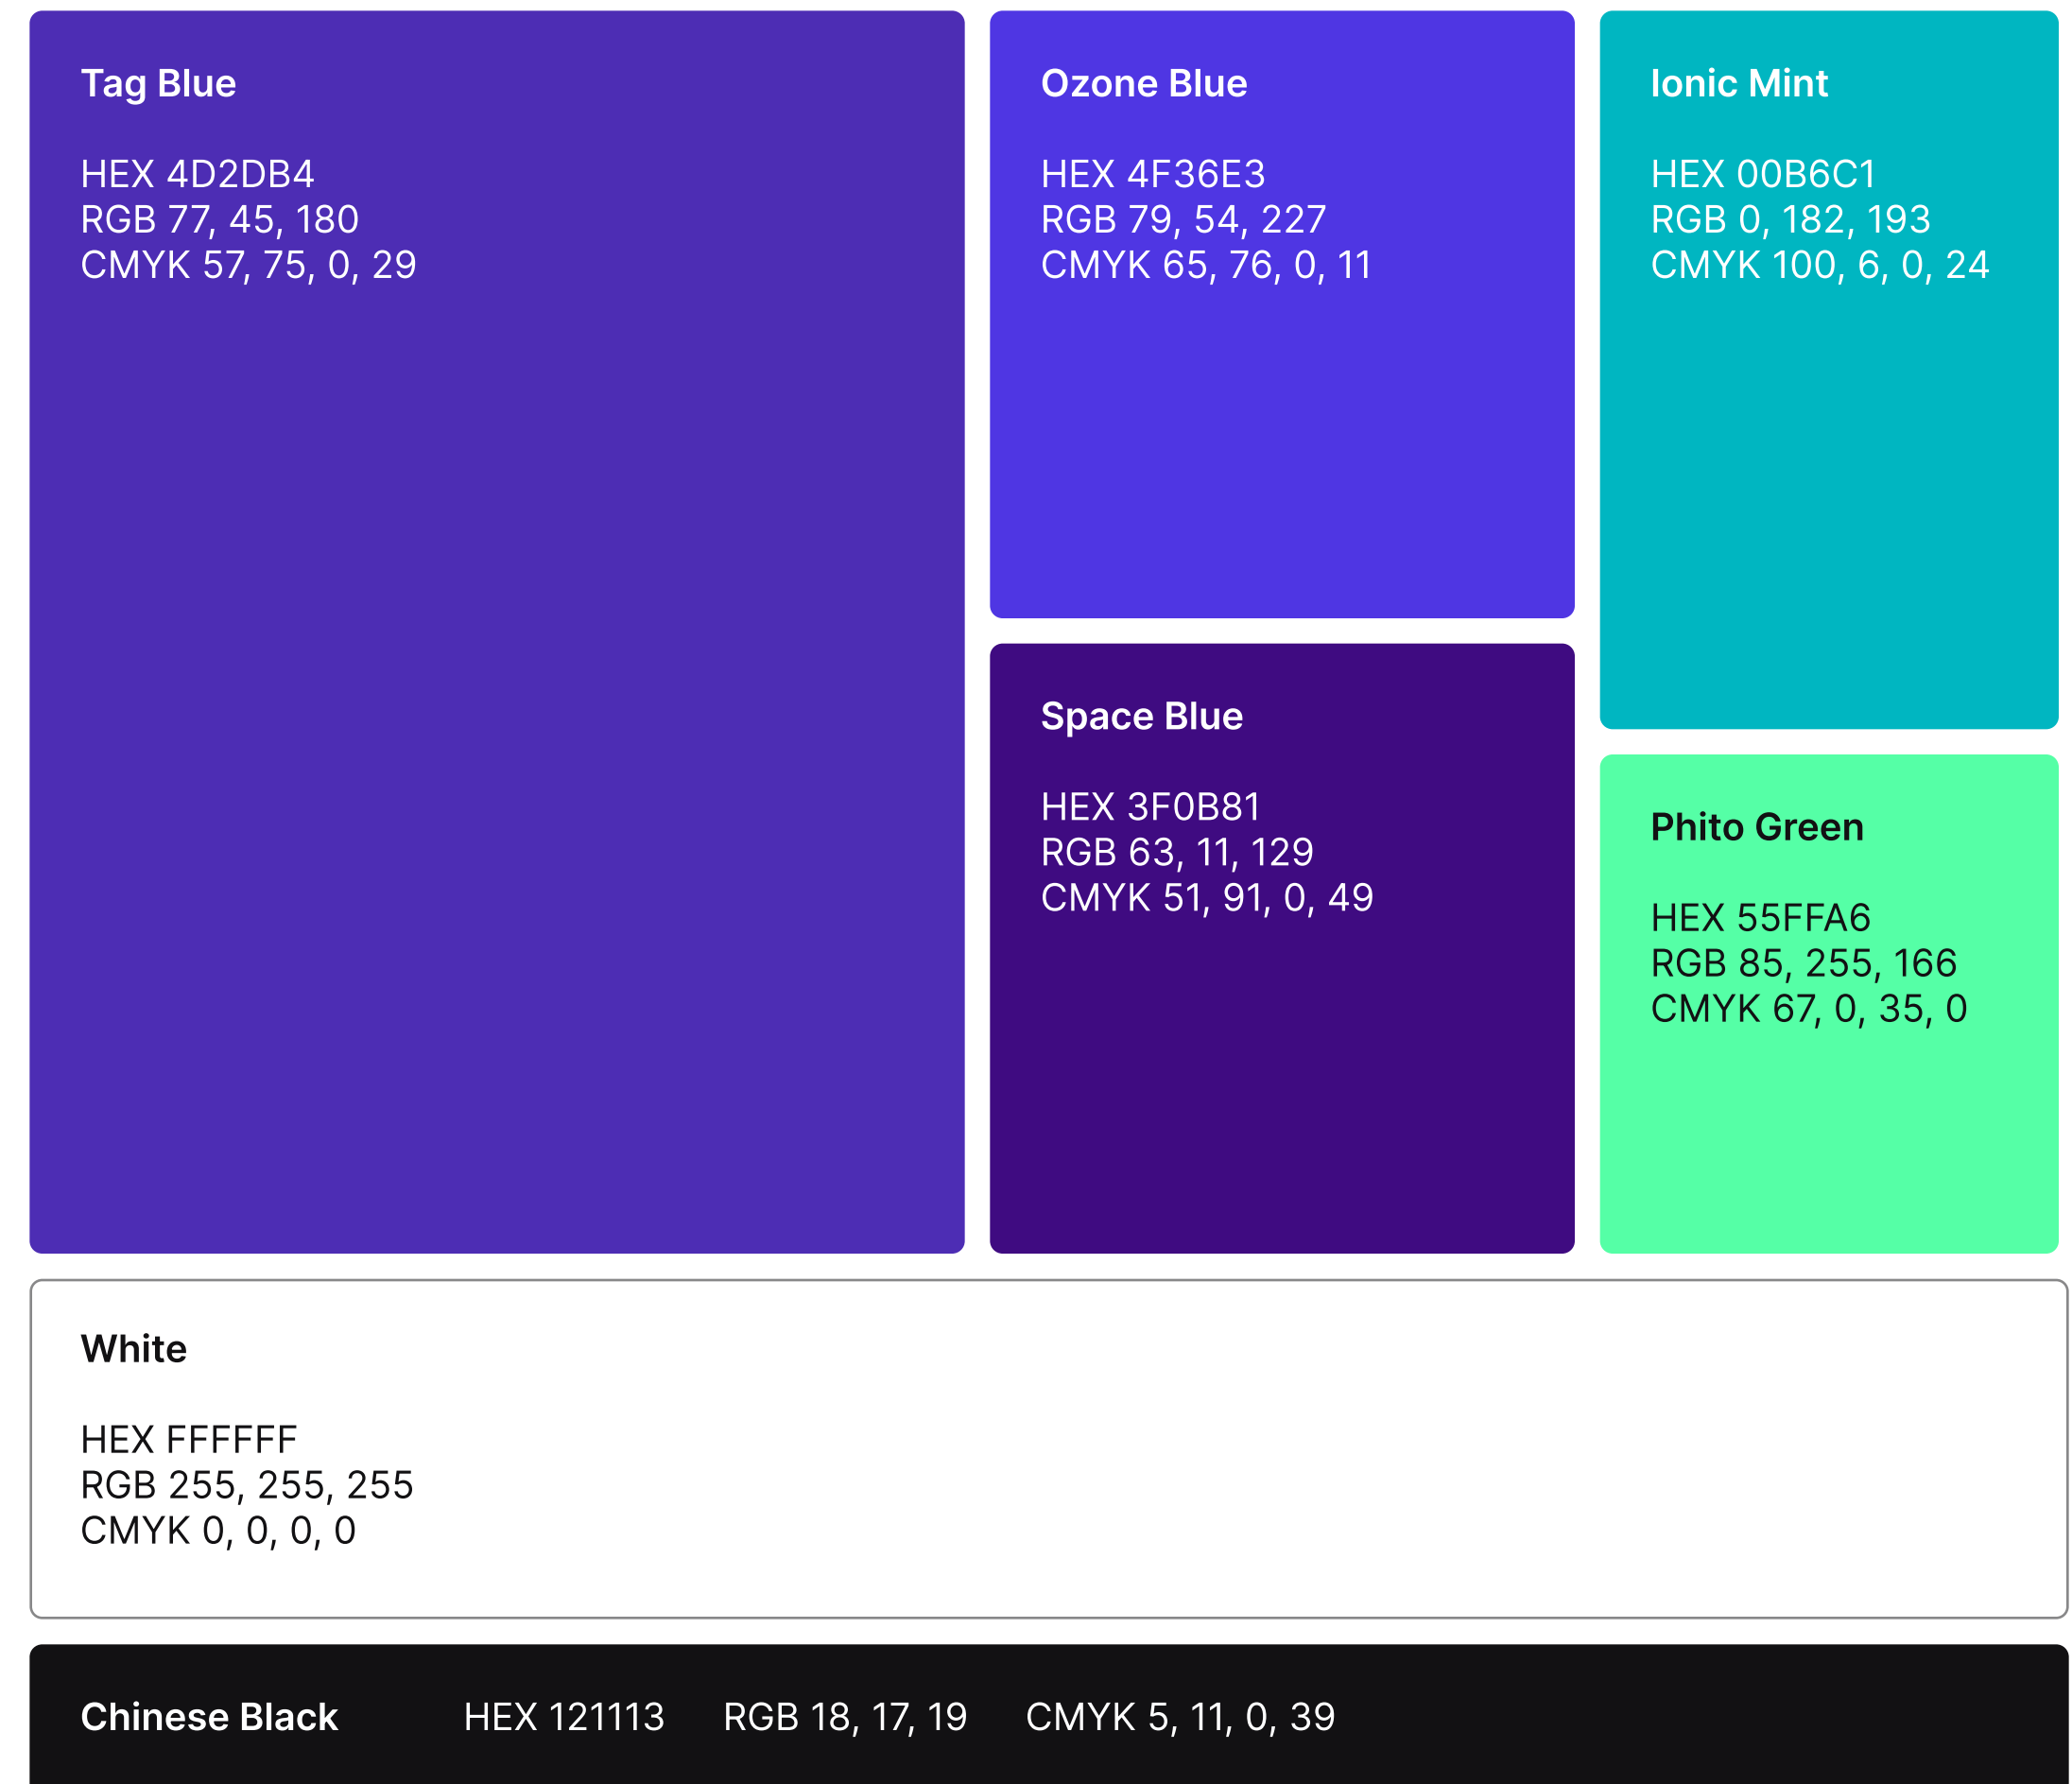 Tag Blue
HEX 4D2DB4
RGB 77, 45, 180
CMYK 57, 75, 0, 29
Ozone Blue
HEX 4F36E3
RGB 79, 54, 227
CMYK 65, 76, 0, 11
Space Blue
HEX 3F0B81
RGB 63, 11, 129
CMYK 51, 91, 0, 49
Ionic Mint
HEX 00B6C1
RGB 0, 182, 193
CMYK 100, 6, 0, 24
Phito Green
HEX 55FFA6
RGB 85, 255, 166
CMYK 67, 0, 35, 0
White
HEX FFFFFF
RGB 255, 255, 255
CMYK 0, 0, 0, 0
Chinese Black HEX 121113 RGB 18, 17, 19 CMYK 5, 11, 0, 39